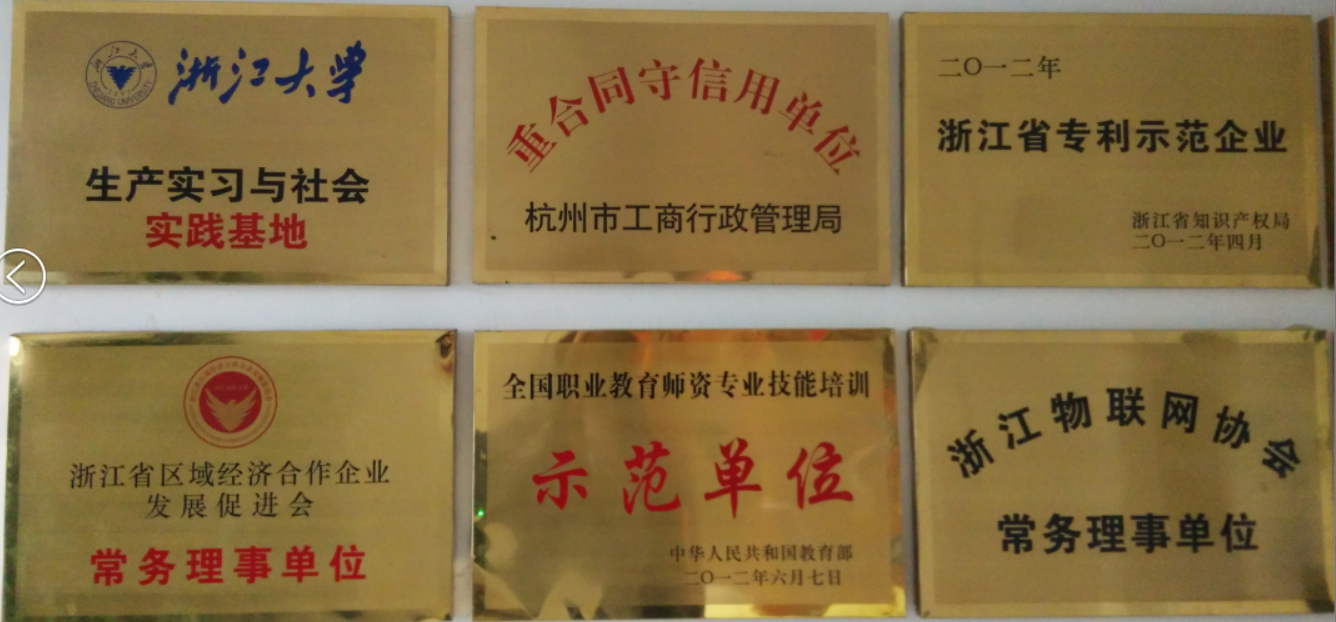 浙江大学
ZHEJIANG UNIVERSITY
生产实习与社会
实践基地
重合同守信用单位
杭州市工商行政管理局
二〇一二年
浙江省专利示范企业
浙江省知识产权局
二〇一二年四月
浙江省区域经济合作企业
发展促进会
常务理事单位
全国职业教育师资专业技能培训
示范单位
中华人民共和国教育部
二〇一二年六月七日
浙江物联网协会
常务理事单位